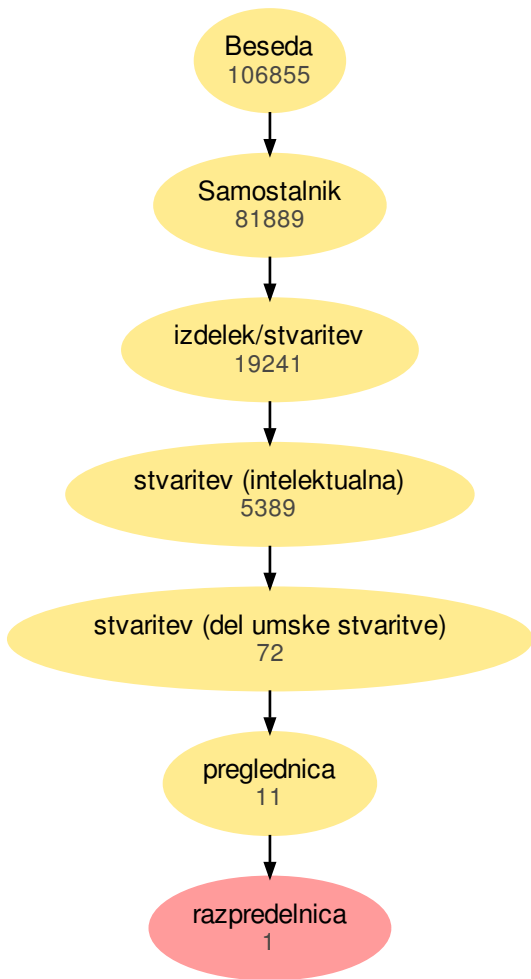 Beseda
106855
Samostalnik
81889
izdelek/stvaritev
19241
stvaritev (intelektualna)
5389
stvaritev (del umske stvaritve)
72
preglednica
11
razpredelnica
1